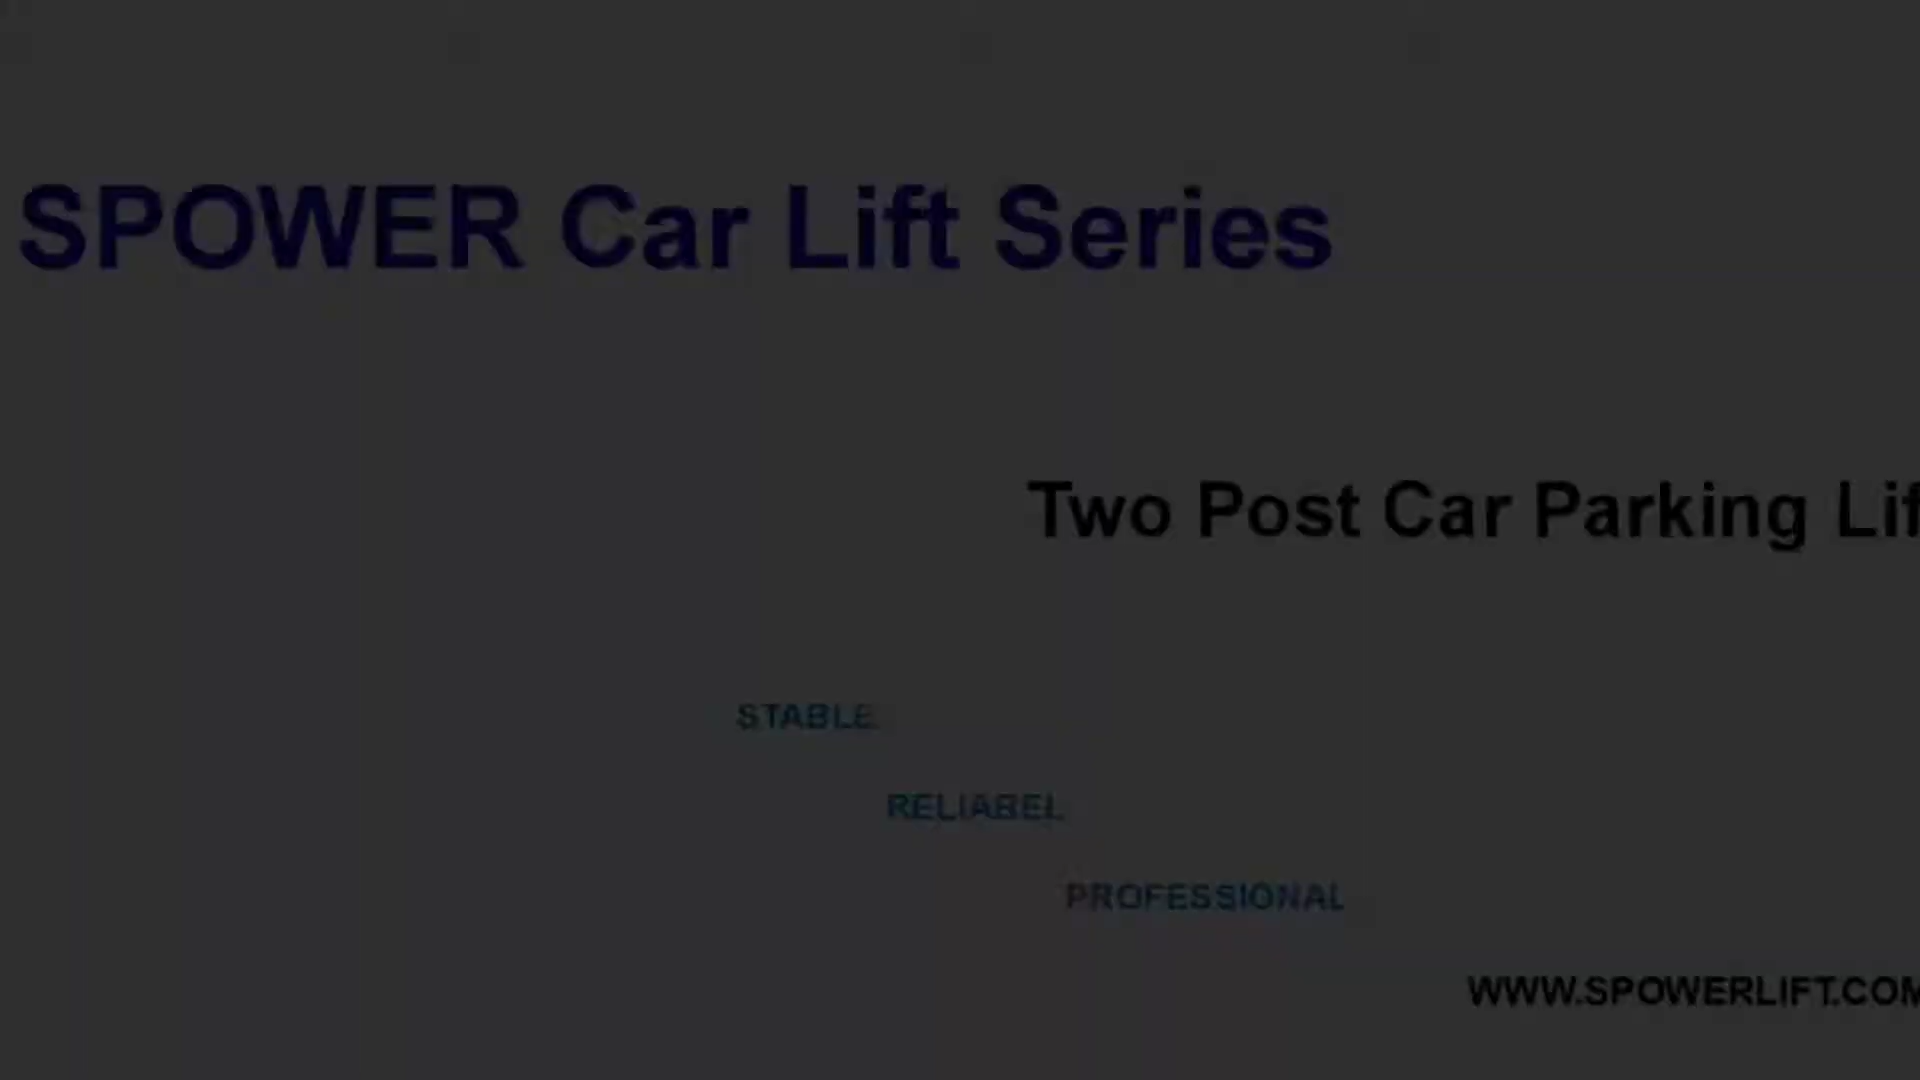 SPOWER Car Lift Series
Two Post Car Parking Lif
STABLE
RELIABEL
PROFESSIONAL
WWW.SPOWERLIFT.COM